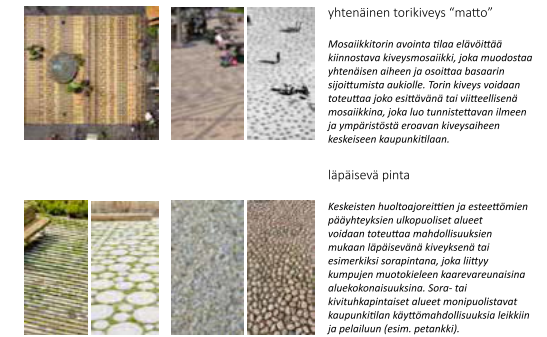 yhtenäinen torikiveys “matto”
Mosaiikkitorin avointa tilaa elävöittää
kiinnostava kiveysmosaiikki, joka muodostaa
yhtenäisen aiheen ja osoittaa basaarin
sijoittumista aukiolle. Torin kiveys voidaan
toteuttaa joko esittävänä tai viitteellisenä
mosaiikkina, joka luo tunnistettavan ilmeen
ja ympäristöstä eroavan kiveysaiheen
keskeiseen kaupunkitilaan.
läpäisevä pinta
Keskeisten huoltoajoreittien ja esteettömien
pääyhteyksien ulkopuoliset alueet
voidaan toteuttaa mahdollisuuksien
mukaan läpäisevänä kiveyksenä tai
esimerkiksi sorapintana, joka liittyy
kumpujen muotokieleen kaarevareunaisina
aluekokonaisuuksina. Sora- tai
kivituhkapintaiset alueet monipuolistavat
kaupunkitilan käyttömahdollisuuksia leikkiin
ja pelailuun (esim. petankki).